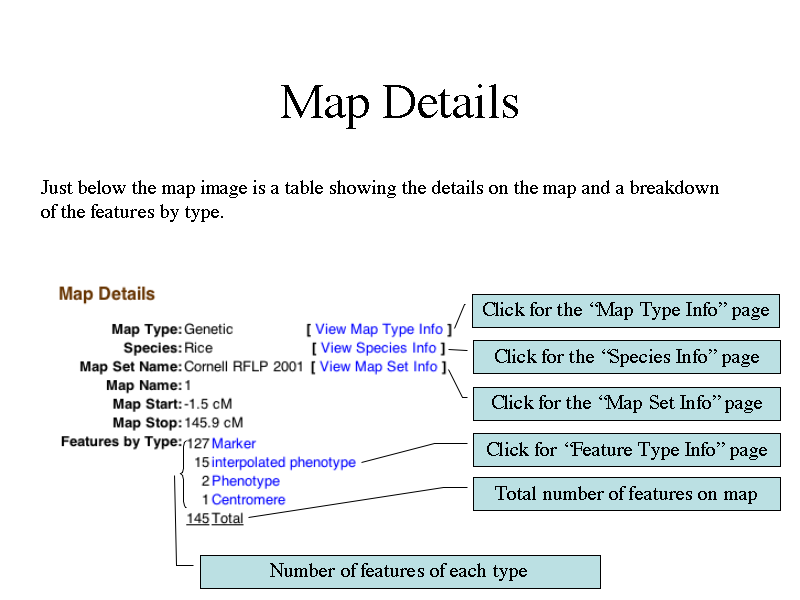 Map Details
Just below the map image is a table showing the details on the map and a breakdown
of the features by type.
Map Details
Map Type: Genetic [ View Map Type Info ]
Click for the “Map Type Info” page
Species: Rice [ View Species Info ]
Click for the “Species Info” page
Map Set Name: Cornell RFLP 2001 [ View Map Set Info ]
Click for the “Map Set Info” page
Map Name: 1
Map Start: -1.5 cM
Map Stop: 145.9 cM
Features by Type: 127 Marker
Click for “Feature Type Info” page
15 interpolated phenotype
2 Phenotype
1 Centromere
Total number of features on map
145 Total
Number of features of each type